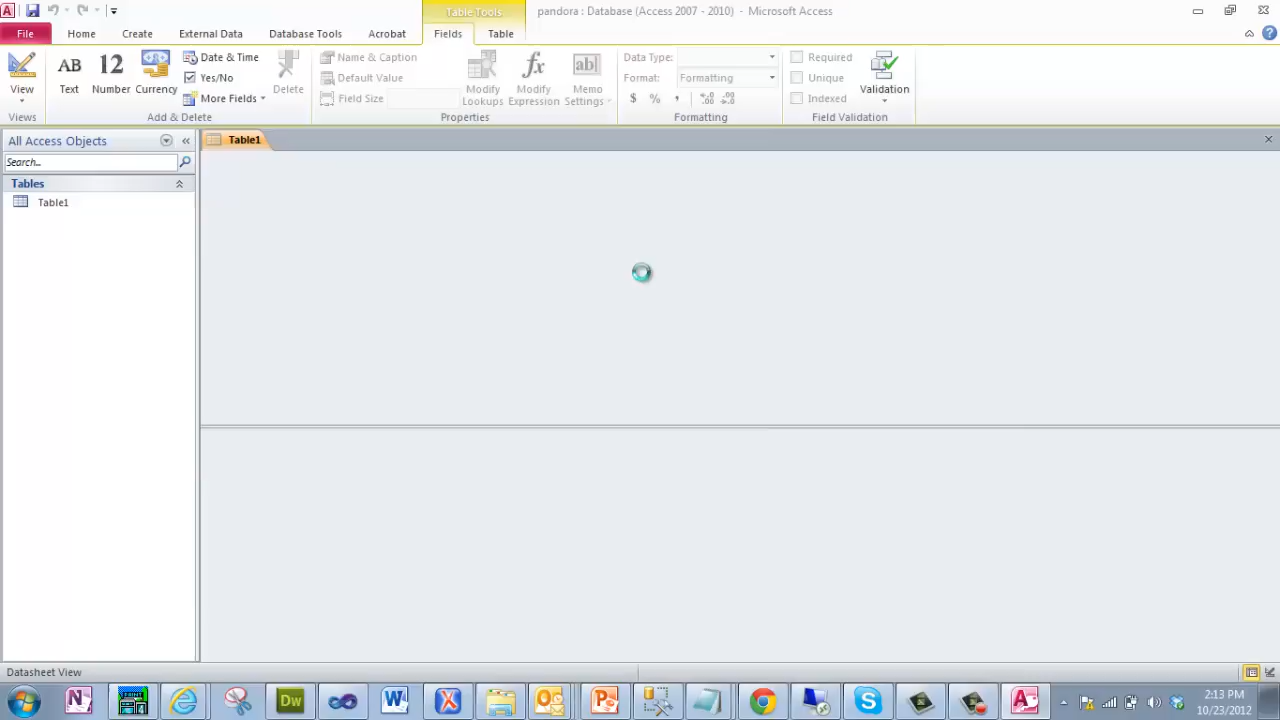 Table Tools
pandora : Database (Access 2007 - 2010) - Microsoft Access
File Home Create External Data Database Tools Acrobat Fields Table
View
AB Text
12 Number
Currency
Date & Time
Yes/No
More Fields
Delete
Name & Caption
Default Value
Field Size
Modify Lookups
fx Modify Expression
ab Memo Settings
Data Type:
Format: Formatting
$ % , .00 .00
Required
Unique
Indexed
Validation
Views Add & Delete Properties Formatting Field Validation
All Access Objects
Search...
Tables
Table1
Table1
Datasheet View
2:13 PM
10/23/2012